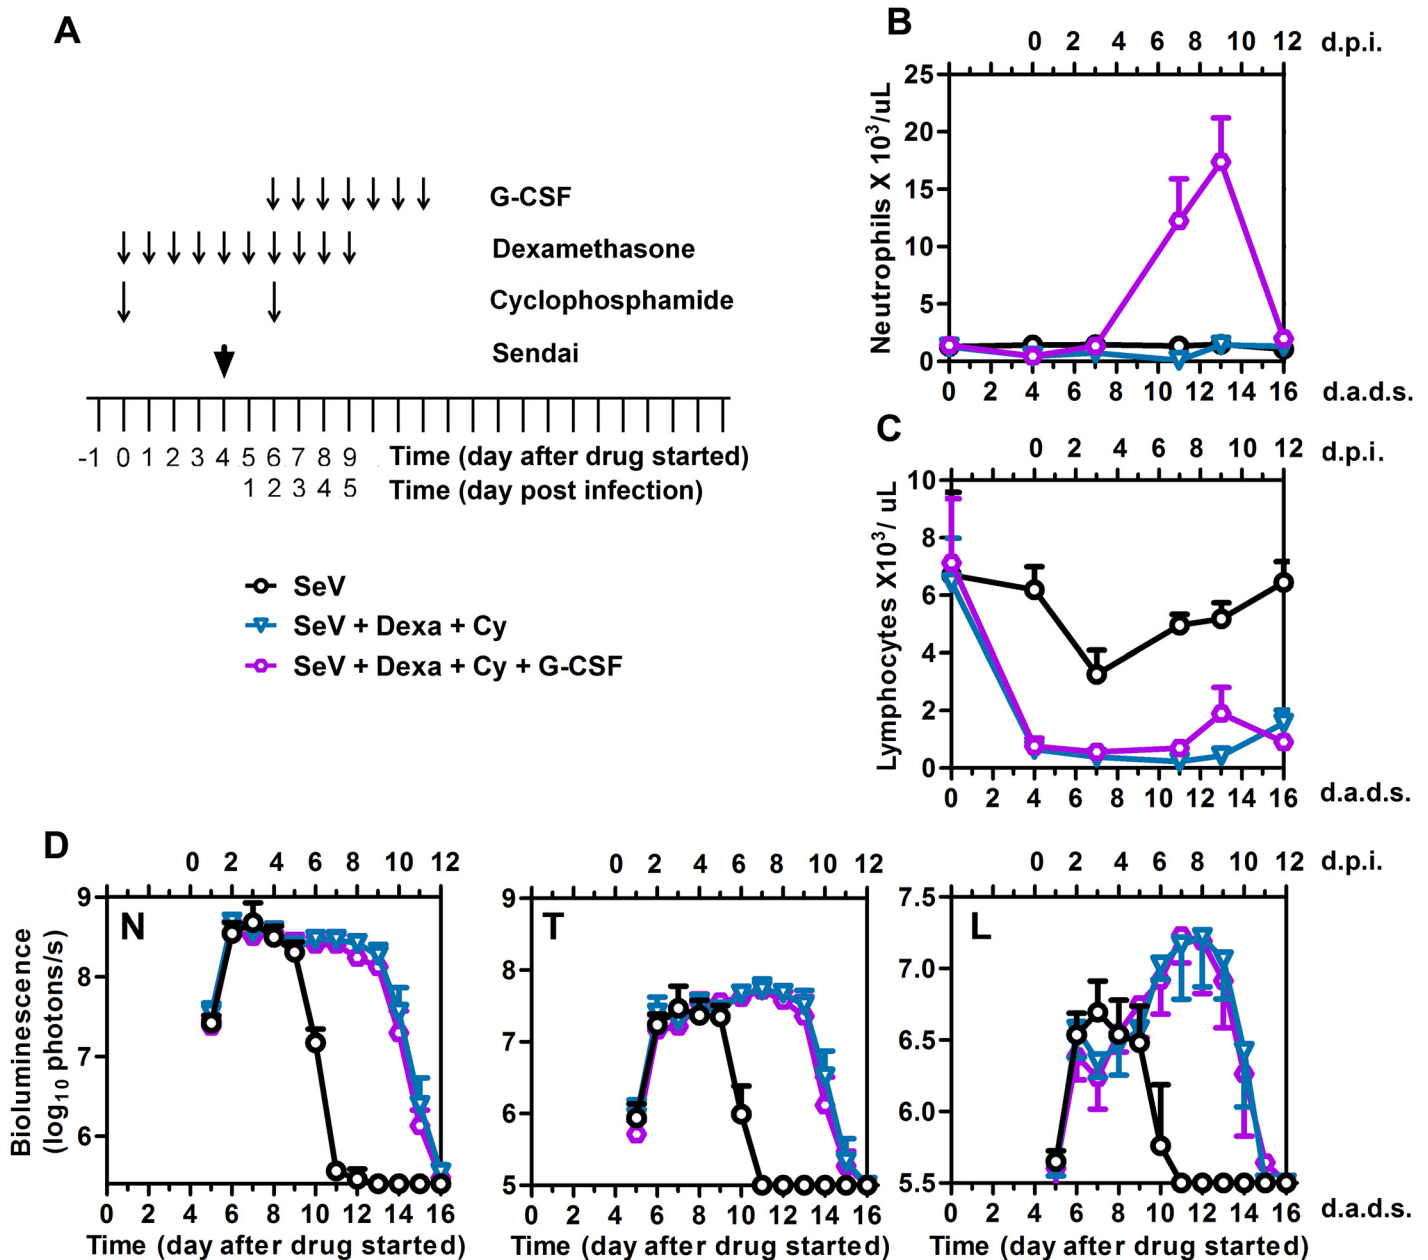 A
G-CSF
Dexamethasone
Cyclophosphamide
Sendai
-1 0 1 2 3 4 5 6 7 8 9 Time (day after drug started)
1 2 3 4 5 Time (day post infection)
SeV
SeV + Dexa + Cy
SeV + Dexa + Cy + G-CSF
B
0 2 4 6 8 10 12 d.p.i.
Neutrophils X 10³/uL
25
20
15
10
5
0
0 2 4 6 8 10 12 14 16 d.a.d.s.
C
0 2 4 6 8 10 12 d.p.i.
Lymphocytes X10³/ uL
10
8
6
4
2
0
0 2 4 6 8 10 12 14 16 d.a.d.s.
D
0 2 4 6 8 10 12
Bioluminescence
(log₁₀ photons/s)
N
9
8
7
6
0 2 4 6 8 10 12 14 16
Time (day after drug started)
0 2 4 6 8 10 12
T
9
8
7
6
5
0 2 4 6 8 10 12 14 16
Time (day after drug started)
0 2 4 6 8 10 12 d.p.i.
L
7.5
7.0
6.5
6.0
5.5
0 2 4 6 8 10 12 14 16 d.a.d.s.
Time (day after drug started)